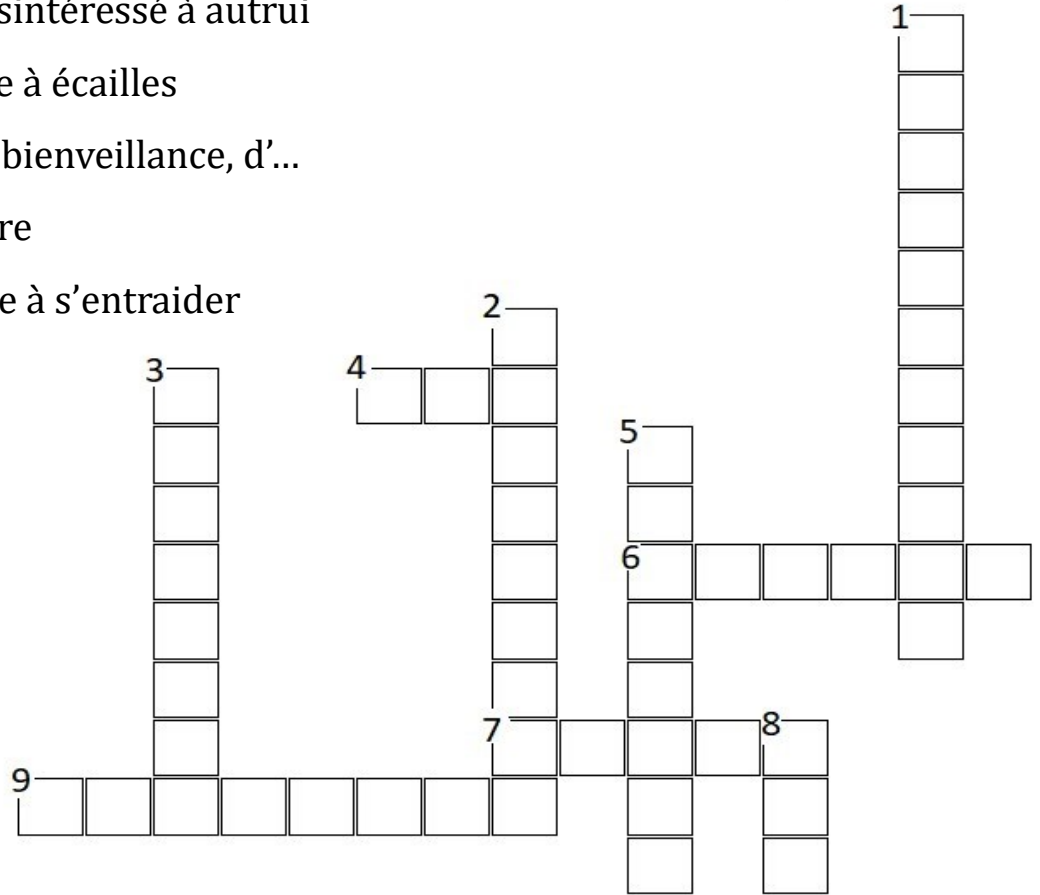 sintéressé à autrui
e à écailles
bienveillance, d’…
re
e à s’entraider
1
2
3
4
5
6
7
8
9